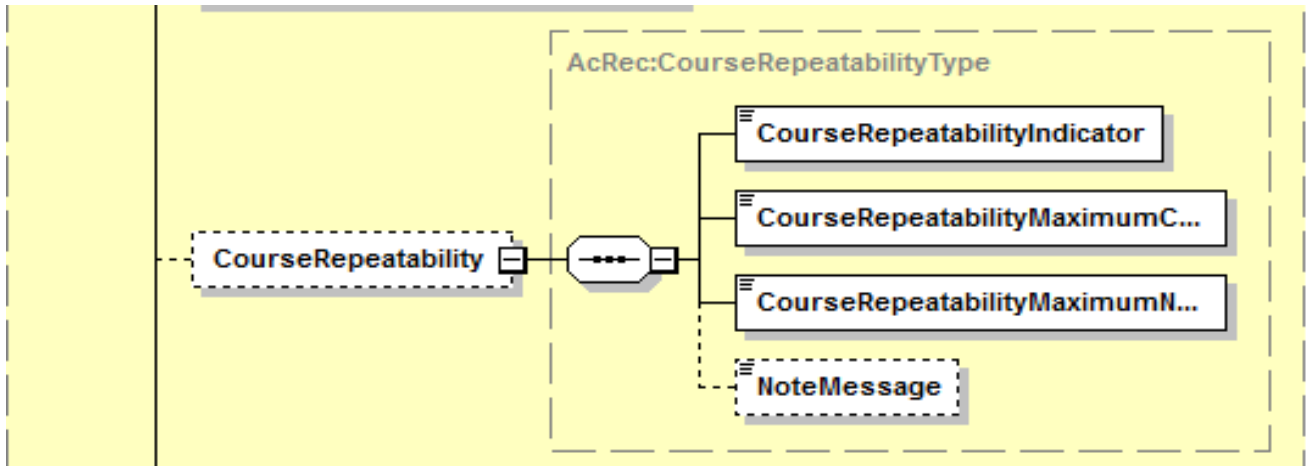 AcRec:CourseRepeatabilityType
CourseRepeatabilityIndicator
CourseRepeatabilityMaximumC...
CourseRepeatability
CourseRepeatabilityMaximumN...
NoteMessage